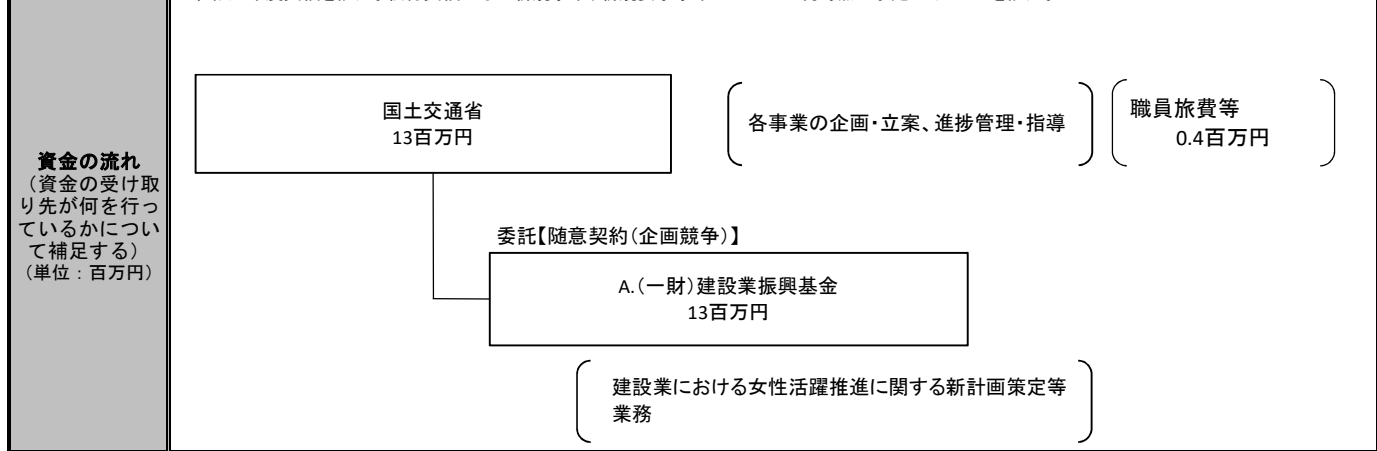 資金の流れ
（資金の受け取
り先が何を行っ
ているかについ
て補足する）
（単位：百万円）
国土交通省
13百万円
各事業の企画・立案、進捗管理・指導
職員旅費等
0.4百万円
委託【随意契約（企画競争）】
A.（一財）建設業振興基金
13百万円
建設業における女性活躍推進に関する新計画策定等
業務